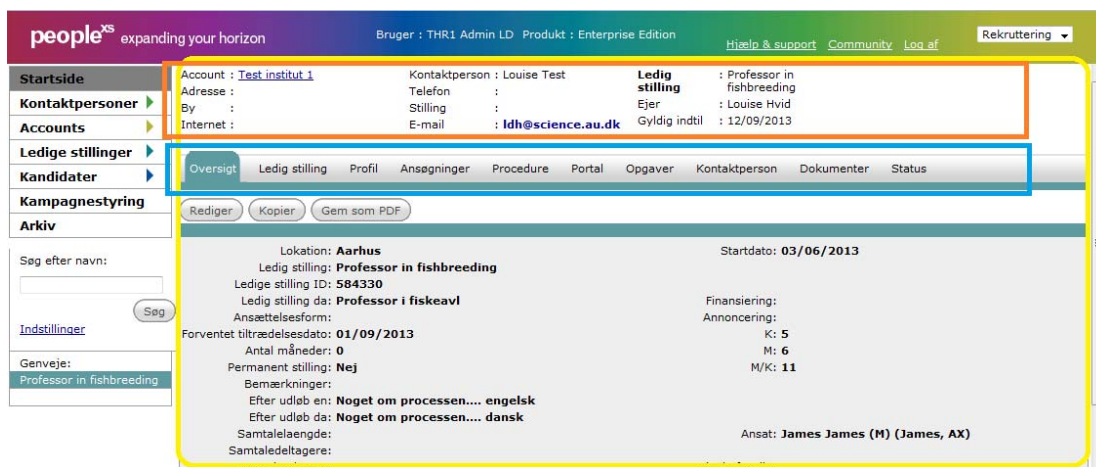 peoplexs expanding your horizon
Bruger : THR1 Admin LD Produkt : Enterprise Edition
Hjælp & support Community Log af
Rekruttering
Startside
Kontaktpersoner
Accounts
Ledige stillinger
Kandidater
Kampagnestyring
Arkiv
Søg efter navn:
Søg
Indstillinger
Genveje:
Professor in fishbreeding
Account : Test institut 1
Adresse :
By :
Internet :
Kontaktperson : Louise Test
Telefon :
Stilling :
E-mail : ldh@science.au.dk
Ledig stilling : Professor in fishbreeding
Ejer : Louise Hvid
Gyldig indtil : 12/09/2013
Oversigt Ledig stilling Profil Ansøgninger Procedure Portal Opgaver Kontaktperson Dokumenter Status
Rediger Kopier Gem som PDF
Lokation: Aarhus Startdato: 03/06/2013
Ledig stilling: Professor in fishbreeding
Ledige stilling ID: 584330
Ledig stilling da: Professor i fiskeavl Finansiering:
Ansættelsesform: Annoncering:
Forventet tiltrædelsesdato: 01/09/2013 K: 5
Antal måneder: 0 M: 6
Permanent stilling: Nej M/K: 11
Bemærkninger:
Efter udløb en: Noget om processen.... engelsk
Efter udløb da: Noget om processen.... dansk
Samtalelaengde: Ansat: James James (M) (James, AX)
Samtaledeltagere: